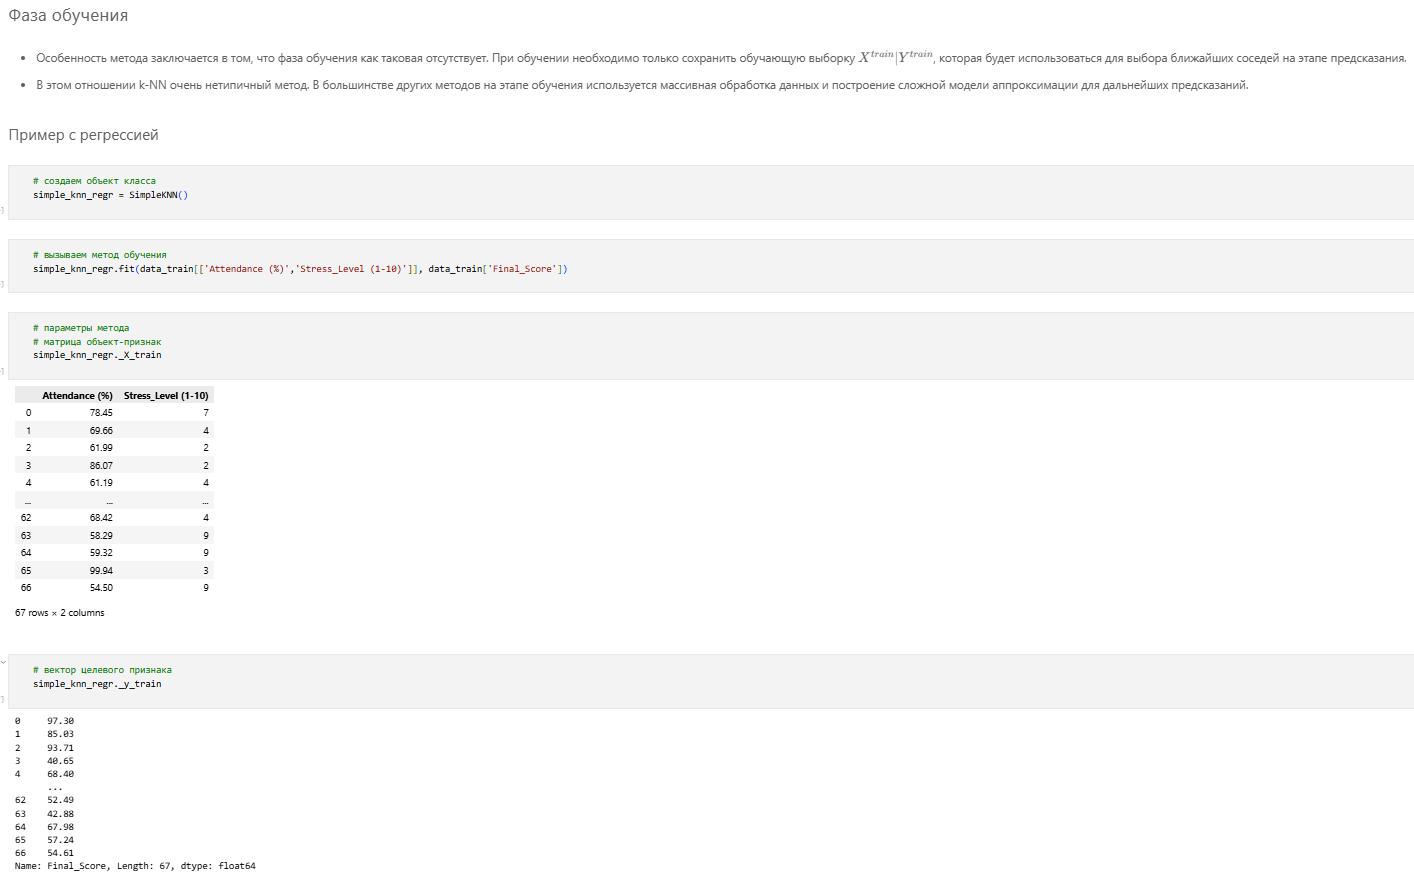 Фаза обучения
• Особенность метода заключается в том, что фаза обучения как таковая отсутствует. При обучении необходимо только сохранить обучающую выборку X^train|Y^train, которая будет использоваться для выбора ближайших соседей на этапе предсказания.
• В этом отношении k-NN очень нетипичный метод. В большинстве других методов на этапе обучения используется массивная обработка данных и построение сложной модели аппроксимации для дальнейших предсказаний.
Пример с регрессией
# создаем объект класса
simple_knn_regr = SimpleKNN()
# вызываем метод обучения
simple_knn_regr.fit(data_train[['Attendance (%)','Stress_Level (1-10)']], data_train['Final_Score'])
# параметры метода
# матрица объект-признак
simple_knn_regr._X_train
Attendance (%) Stress_Level (1-10)
0 78.45 7
1 69.66 4
2 61.99 2
3 86.07 2
4 61.19 4
... ... ...
62 68.42 4
63 58.29 9
64 59.32 9
65 99.94 3
66 54.50 9
67 rows × 2 columns
# вектор целевого признака
simple_knn_regr._y_train
0 97.30
1 85.03
2 93.71
3 40.65
4 68.40
...
62 52.49
63 42.88
64 67.98
65 57.24
66 54.61
Name: Final_Score, Length: 67, dtype: float64